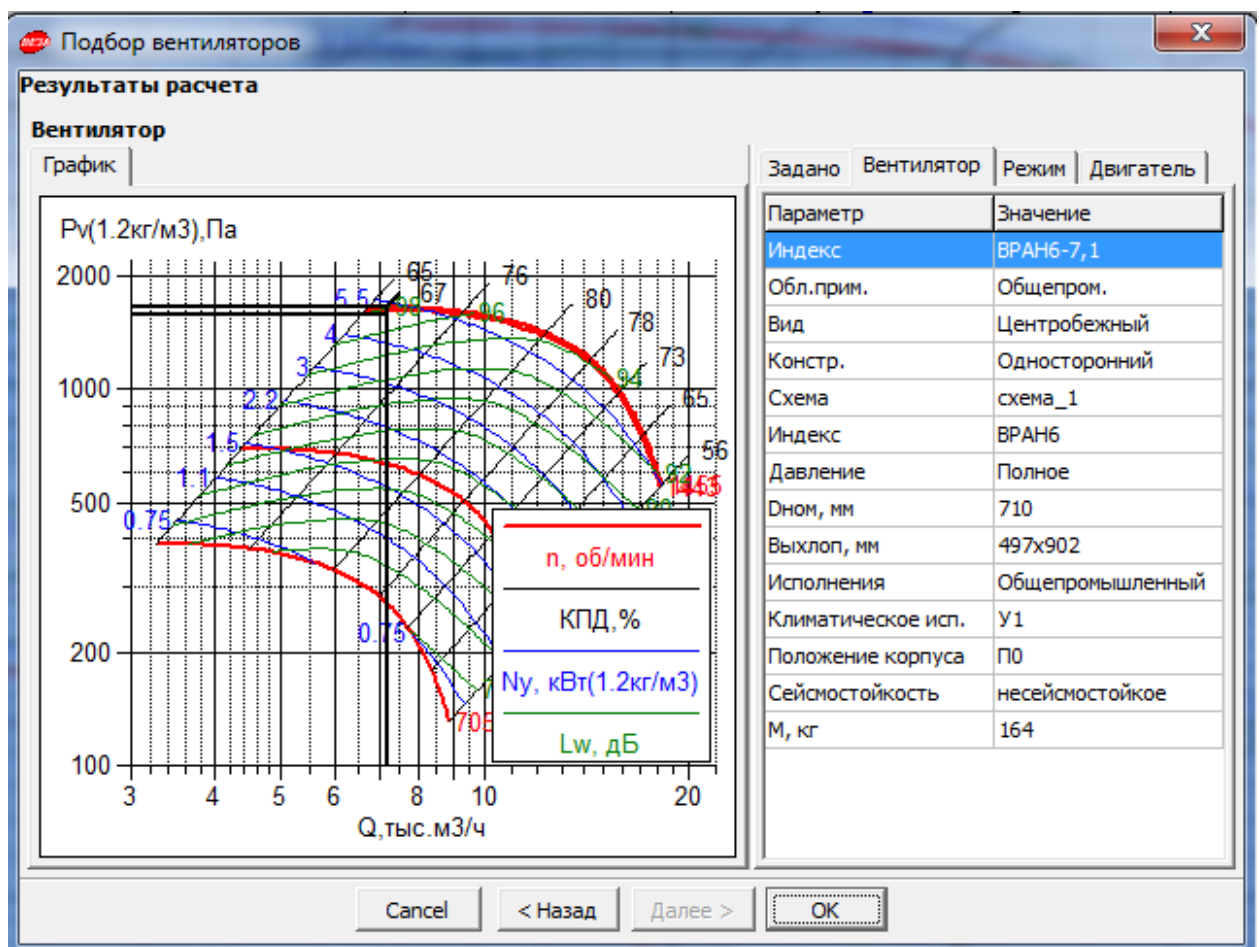 ВЕЗА Подбор вентиляторов X
Результаты расчета
Вентилятор
График
Pv(1.2кг/м3),Па
2000
1000
500
200
100
3 4 5 6 8 10 20
Q,тыс.м3/ч
65 76
5.5 98 67 96 80
4 78
3 73
94
2.2 65
1.5 56
92
1.1
0.75
0.75
n, об/мин
КПД,%
Ny, кВт(1.2кг/м3)
Lw, дБ
Задано Вентилятор Режим Двигатель
Параметр Значение
Индекс ВРАН6-7,1
Обл.прим. Общепром.
Вид Центробежный
Констр. Односторонний
Схема схема_1
Индекс ВРАН6
Давление Полное
Dном, мм 710
Выхлоп, мм 497x902
Исполнения Общепромышленный
Климатическое исп. У1
Положение корпуса П0
Сейсмостойкость несейсмостойкое
М, кг 164
Cancel < Назад Далее > OK